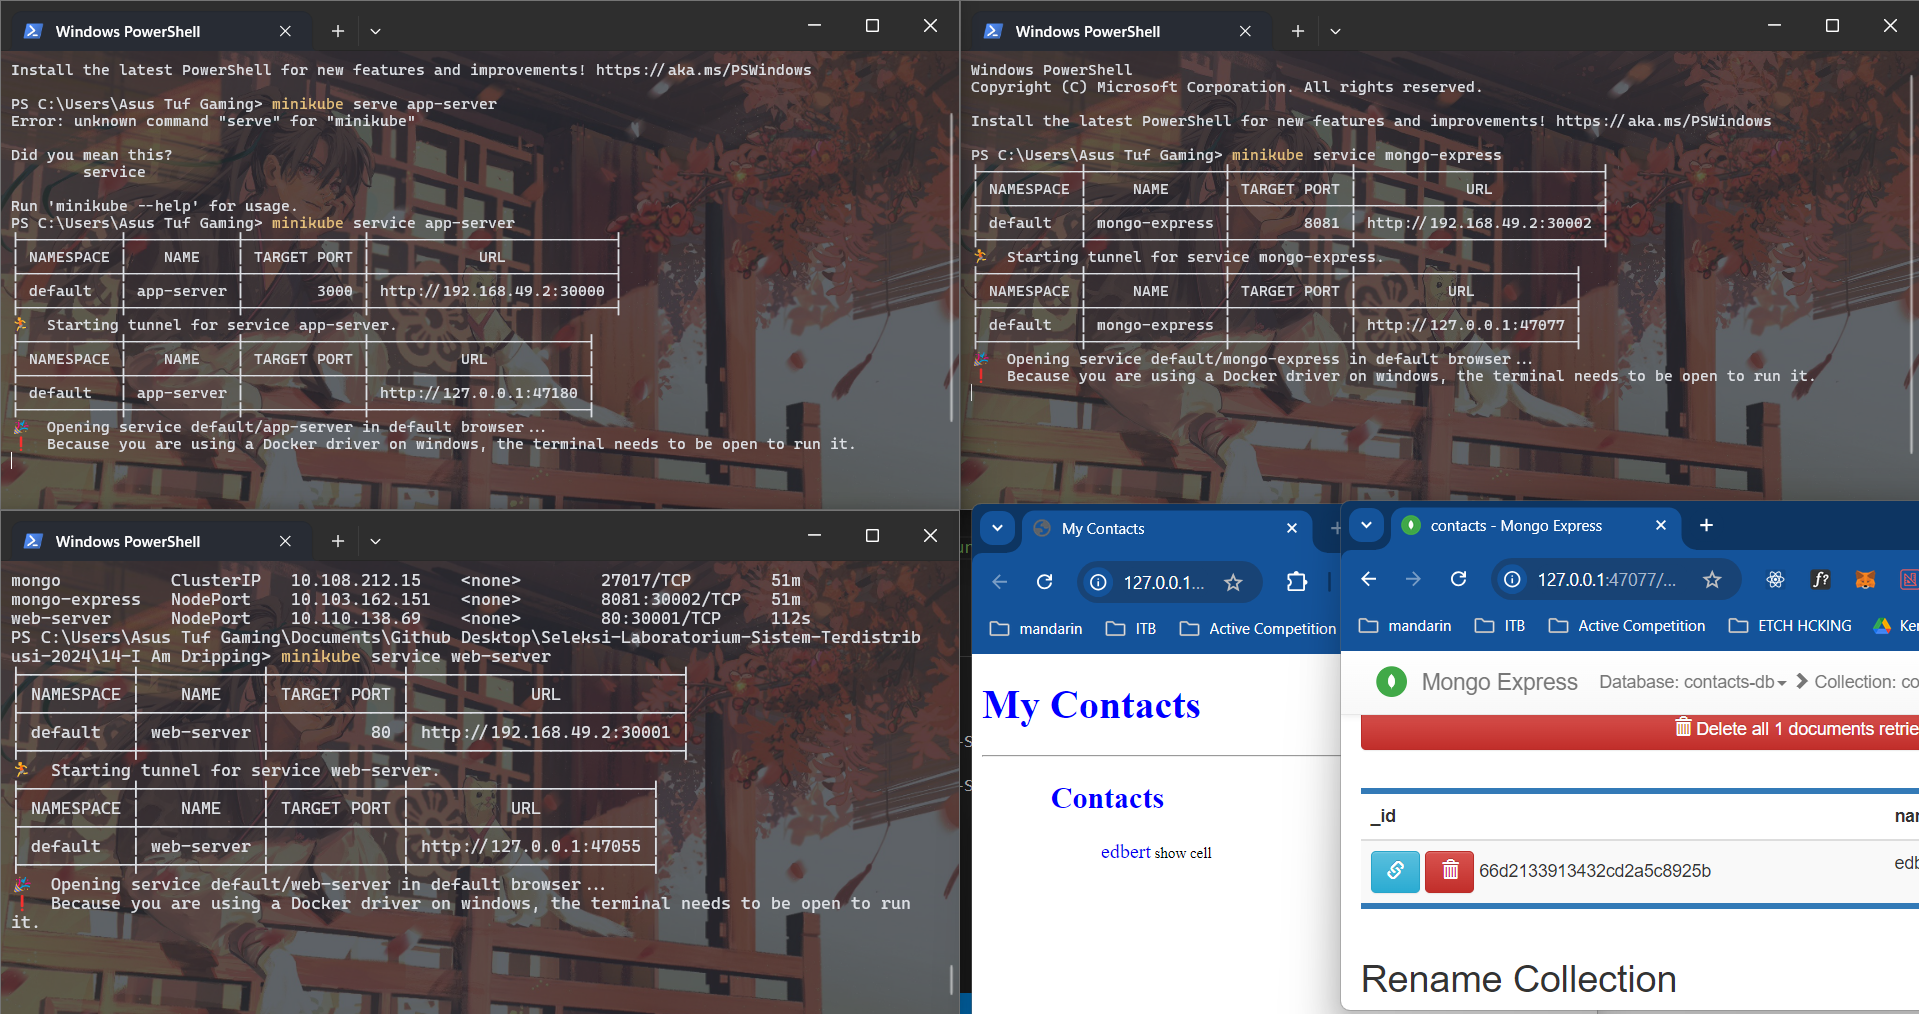 Windows PowerShell
Install the latest PowerShell for new features and improvements! https://aka.ms/PSWindows
PS C:\Users\Asus Tuf Gaming> minikube serve app-server
Error: unknown command "serve" for "minikube"
Did you mean this?
service
Run 'minikube --help' for usage.
PS C:\Users\Asus Tuf Gaming> minikube service app-server
NAMESPACE NAME TARGET PORT URL
default app-server 3000 http://192.168.49.2:30000
Starting tunnel for service app-server.
NAMESPACE NAME TARGET PORT URL
default app-server http://127.0.0.1:47180
Opening service default/app-server in default browser...
Because you are using a Docker driver on windows, the terminal needs to be open to run it.
Windows PowerShell
Windows PowerShell
Copyright (C) Microsoft Corporation. All rights reserved.
Install the latest PowerShell for new features and improvements! https://aka.ms/PSWindows
PS C:\Users\Asus Tuf Gaming> minikube service mongo-express
NAMESPACE NAME TARGET PORT URL
default mongo-express 8081 http://192.168.49.2:30002
Starting tunnel for service mongo-express.
NAMESPACE NAME TARGET PORT URL
default mongo-express http://127.0.0.1:47077
Opening service default/mongo-express in default browser...
Because you are using a Docker driver on windows, the terminal needs to be open to run it.
Windows PowerShell
mongo ClusterIP 10.108.212.15 <none> 27017/TCP 51m
mongo-express NodePort 10.103.162.151 <none> 8081:30002/TCP 51m
web-server NodePort 10.110.138.69 <none> 80:30001/TCP 112s
PS C:\Users\Asus Tuf Gaming\Documents\Github Desktop\Seleksi-Laboratorium-Sistem-Terdistrib
usi-2024\14-I Am Dripping> minikube service web-server
NAMESPACE NAME TARGET PORT URL
default web-server 80 http://192.168.49.2:30001
Starting tunnel for service web-server.
NAMESPACE NAME TARGET PORT URL
default web-server http://127.0.0.1:47055
Opening service default/web-server in default browser...
Because you are using a Docker driver on windows, the terminal needs to be open to run
it.
My Contacts
127.0.0.1...
mandarin ITB Active Competition
My Contacts
Contacts
edbert show cell
contacts - Mongo Express
127.0.0.1:47077/...
f?
mandarin ITB Active Competition ETCH HCKING Ke
Mongo Express Database: contacts-db Collection: co
Delete all 1 documents retrie
_id
66d2133913432cd2a5c8925b edb
Rename Collection